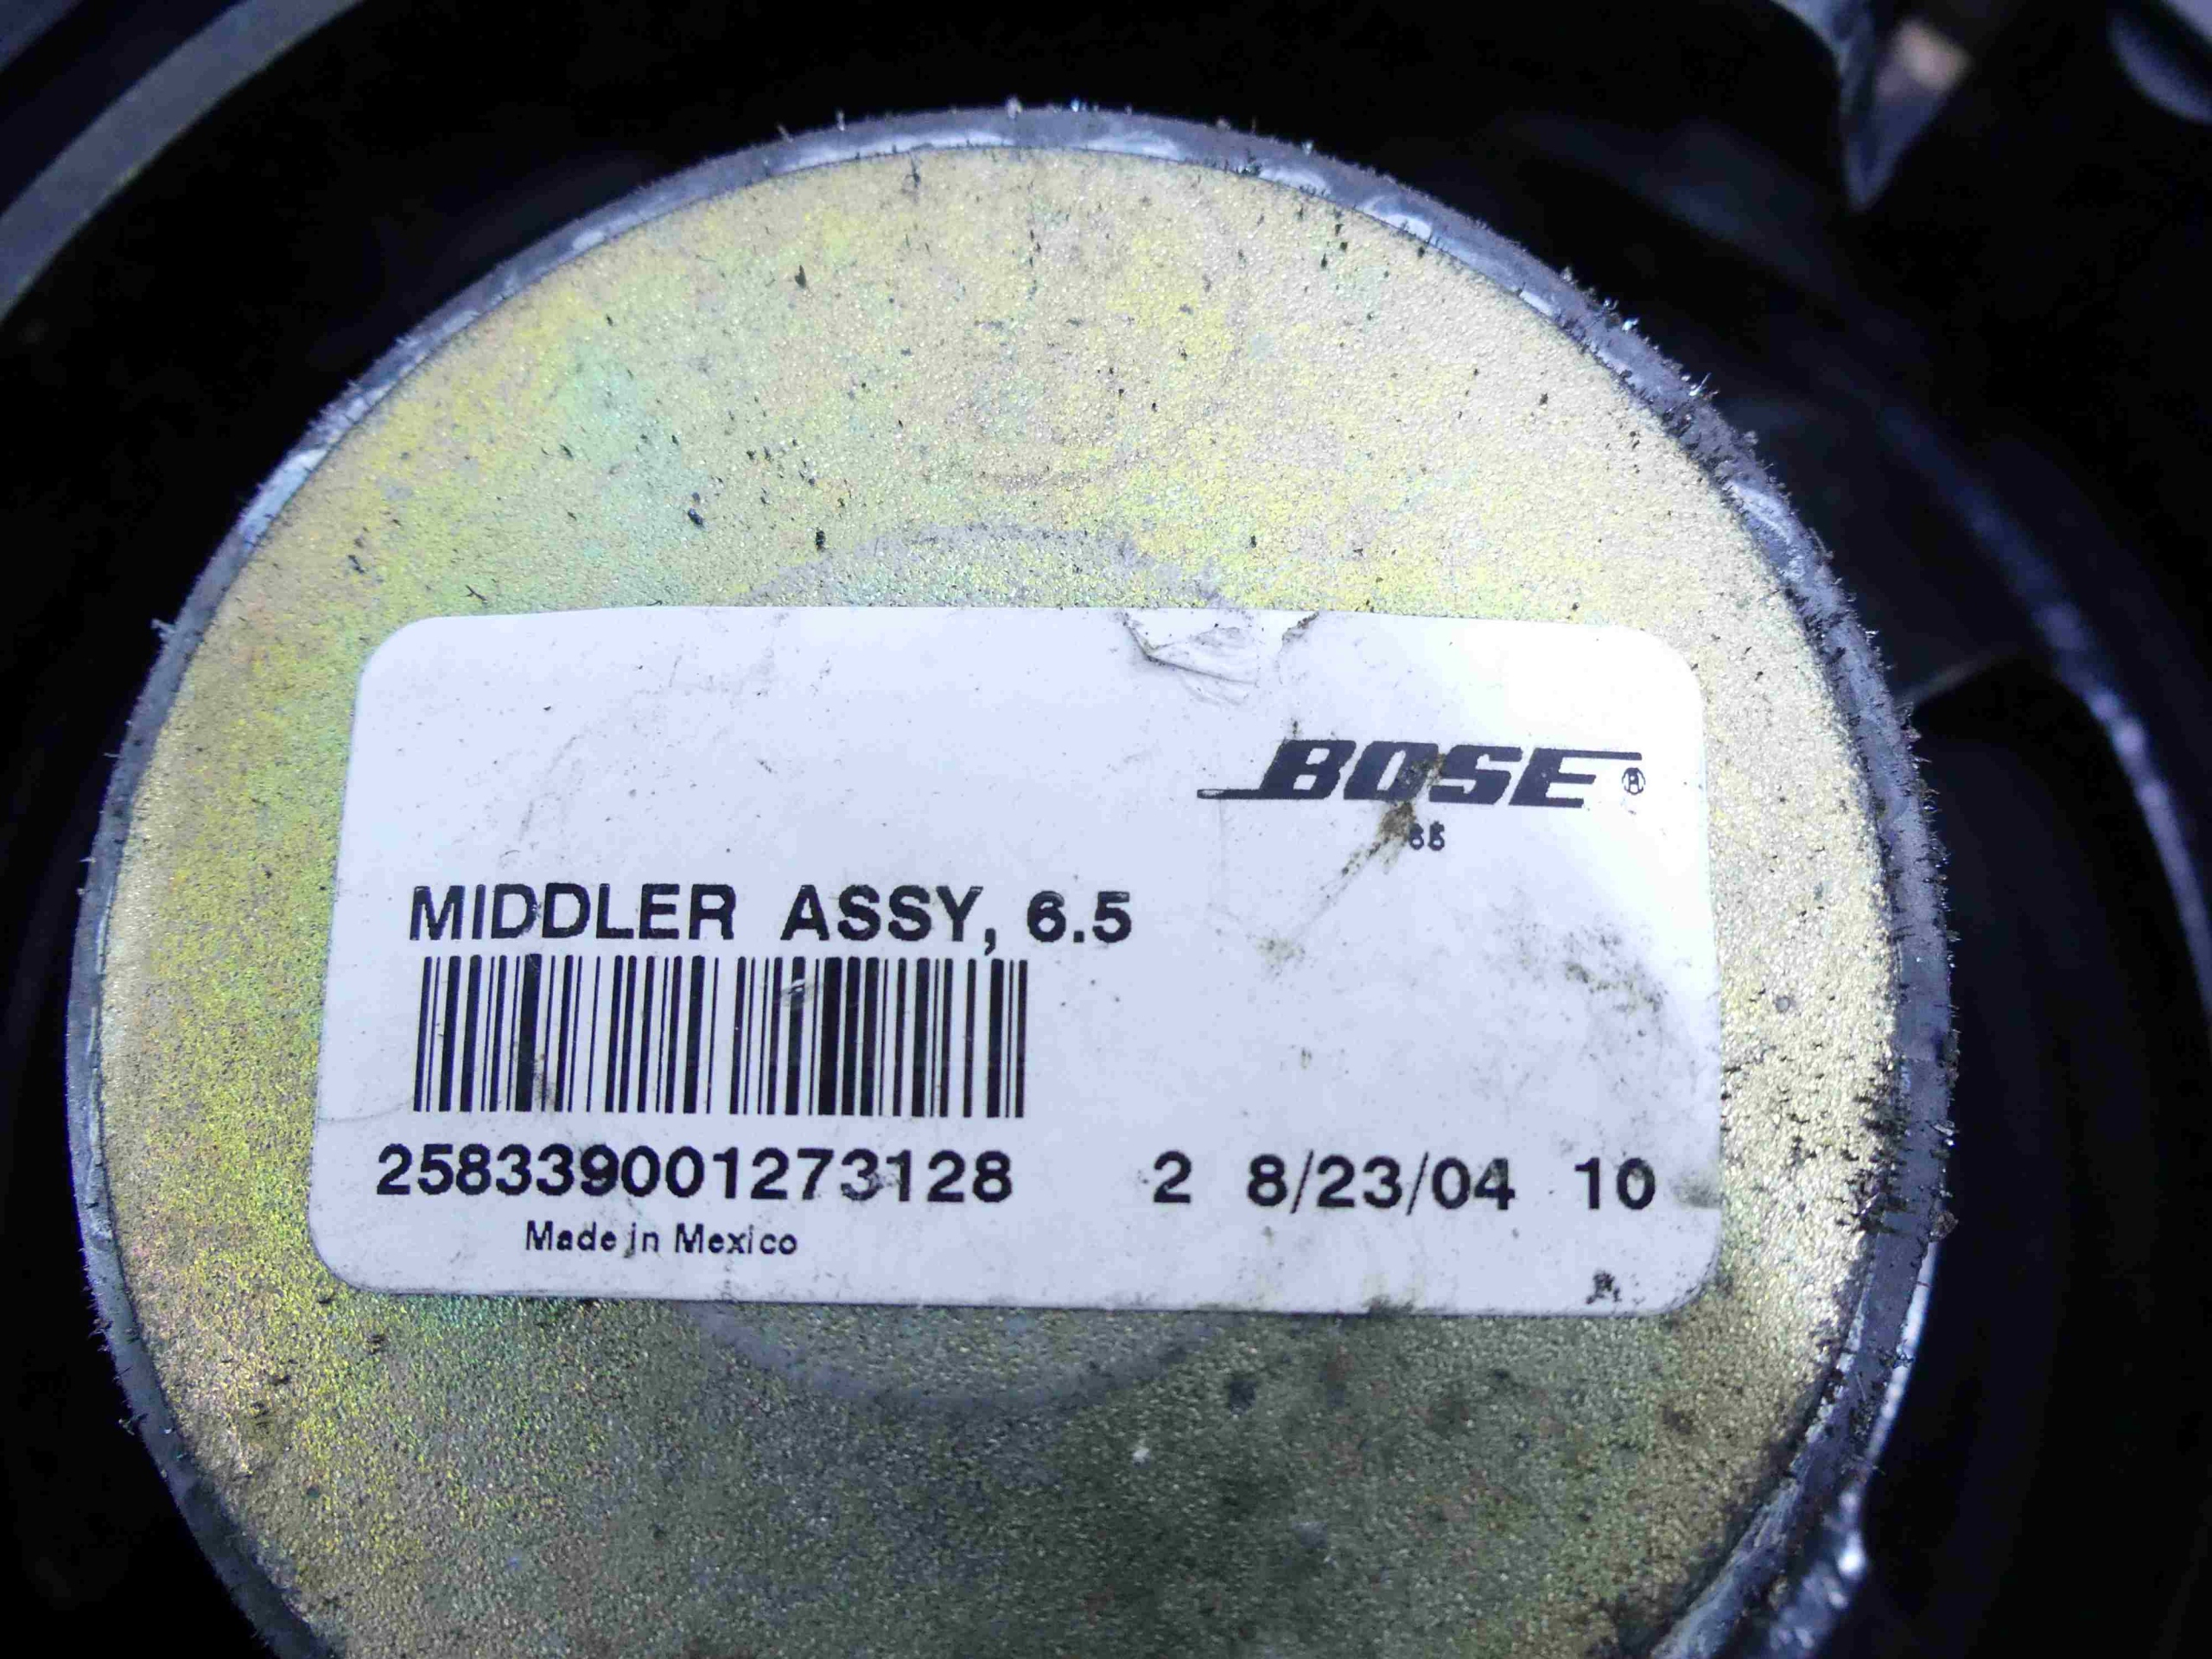 BOSE®
MIDDLER ASSY, 6.5
258339001273128 2 8/23/04 10
Made in Mexico